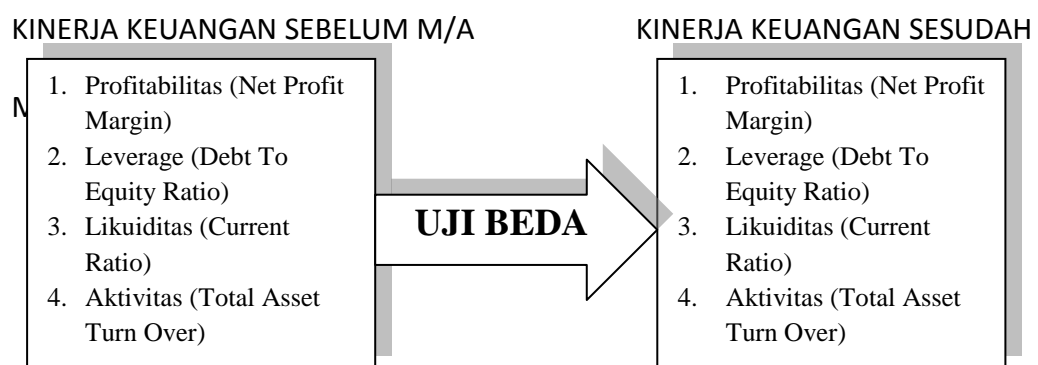 KINERJA KEUANGAN SEBELUM M/A
KINERJA KEUANGAN SESUDAH
M
1. Profitabilitas (Net Profit
Margin)
2. Leverage (Debt To
Equity Ratio)
3. Likuiditas (Current
Ratio)
4. Aktivitas (Total Asset
Turn Over)
UJI BEDA
1. Profitabilitas (Net Profit
Margin)
2. Leverage (Debt To
Equity Ratio)
3. Likuiditas (Current
Ratio)
4. Aktivitas (Total Asset
Turn Over)